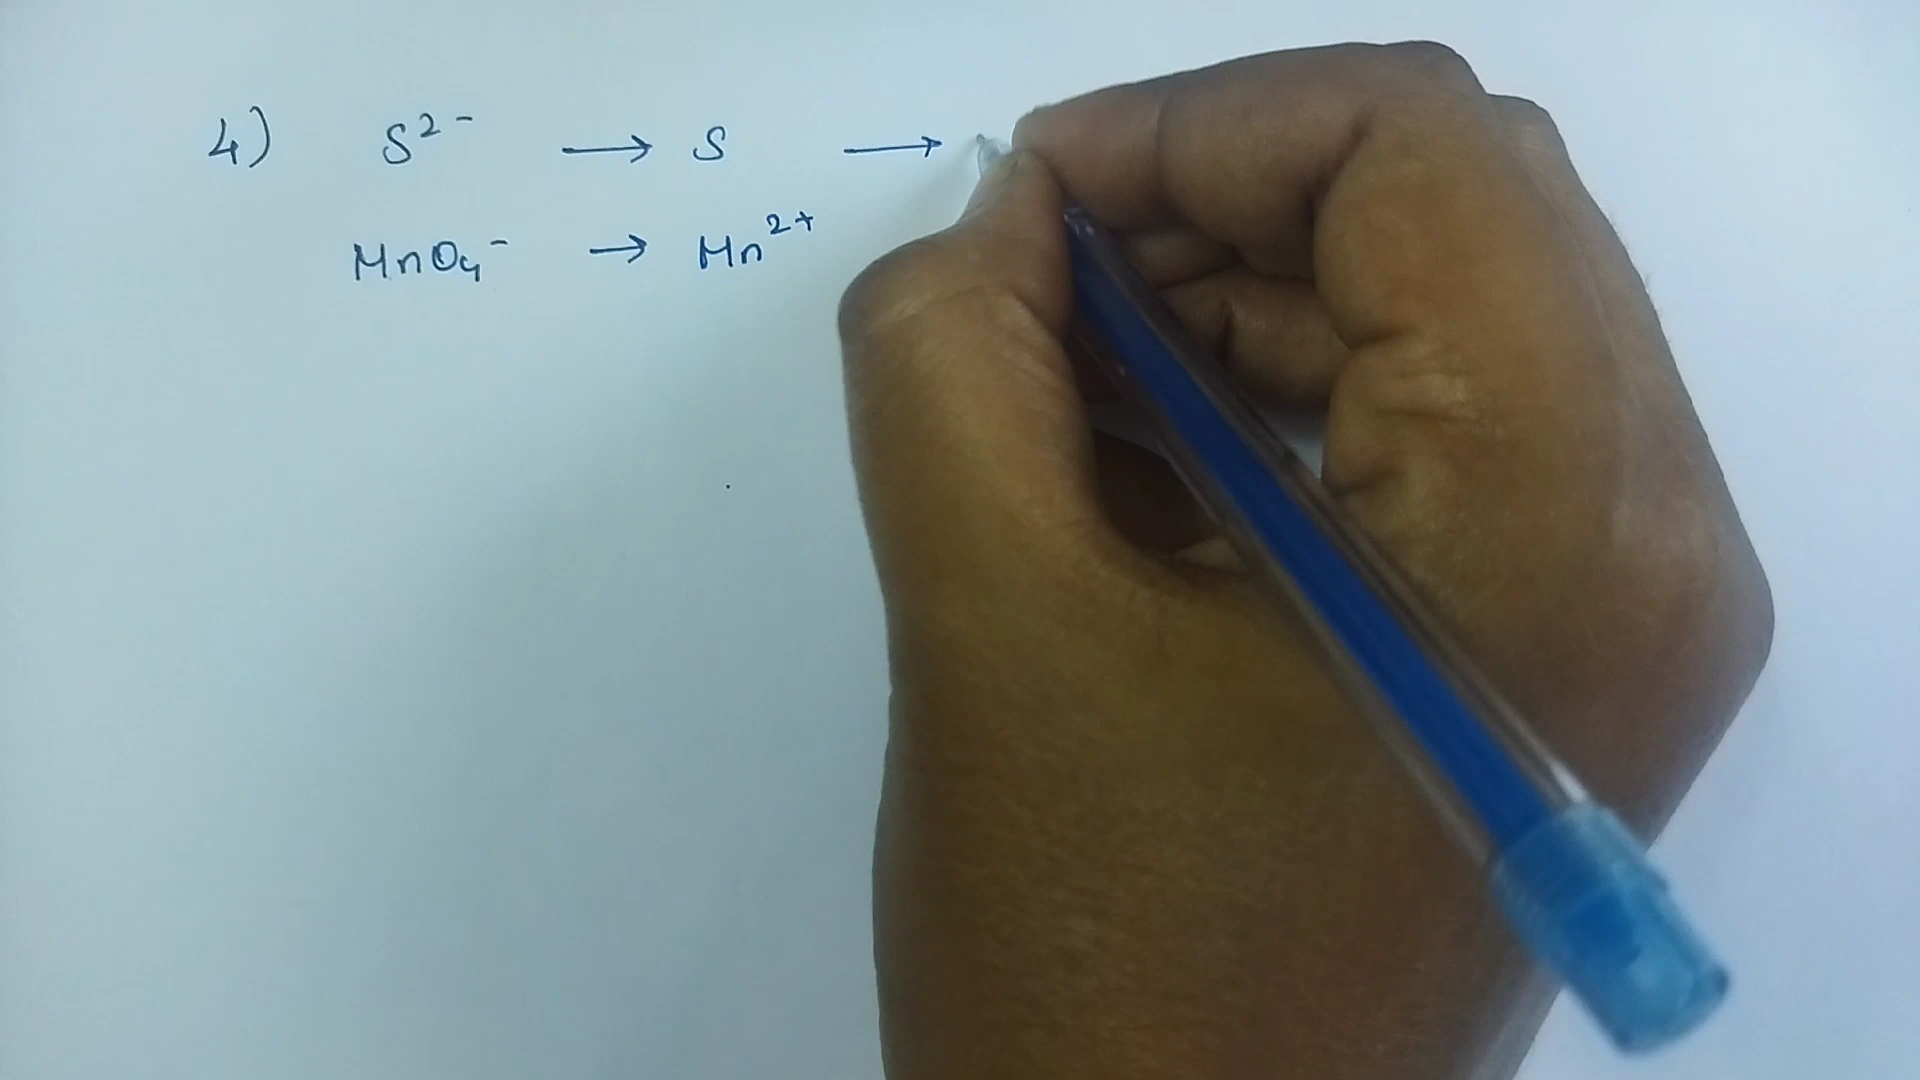 4) S²⁻ → S →
MnO₄⁻ → Mn²⁺